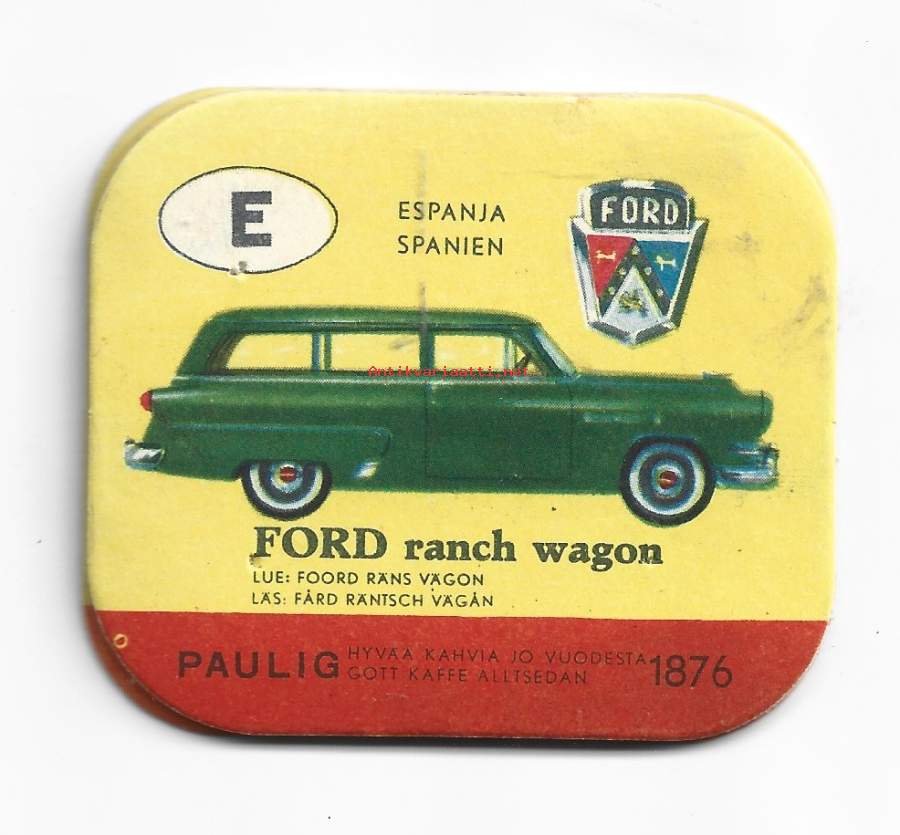 E
ESPANJA
SPANIEN
FORD
Antikvariaatti.net
FORD ranch wagon
LUE: FOORD RÄNS VÄGON
LÄS: FÅRD RÄNTSCH VÄGÅN
PAULIG HYVÄÄ KAHVIA JO VUODESTA 1876
GOTT KAFFE ALLTSEDAN